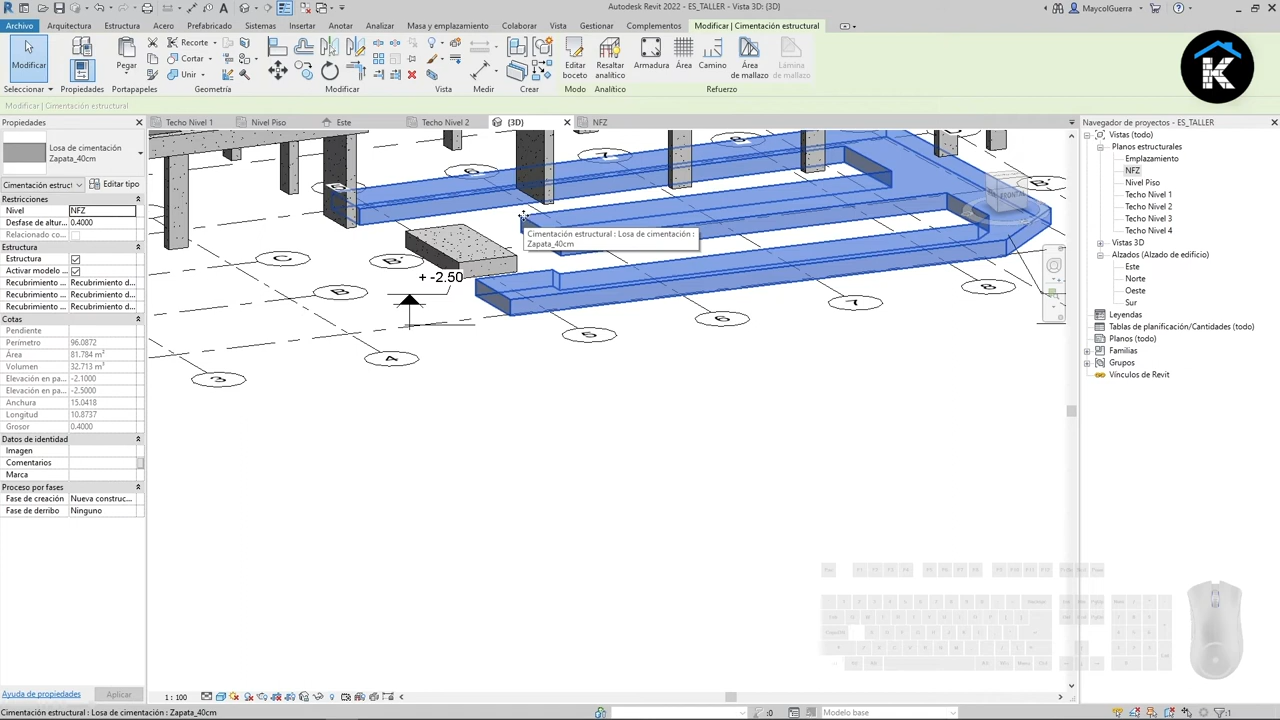 Autodesk Revit 2022 - ES_TALLER - Vista 3D: {3D}
MaycolGuerra
Archivo Arquitectura Estructura Acero Prefabricado Sistemas Insertar Anotar Analizar Masa y emplazamiento Colaborar Vista Gestionar Complementos Modificar | Cimentación estructural
Modificar
Propiedades
Pegar
Recorte
Cortar
Unir
Editar boceto
Resaltar analítico
Armadura
Área
Camino
Área de mallazo
Lámina de mallazo
Seleccionar Propiedades Portapapeles Geometría Modificar Vista Medir Crear Modo Analítico Refuerzo
Modificar | Cimentación estructural
Propiedades
Techo Nivel 1
Nivel Piso
Este
Techo Nivel 2
{3D}
NFZ
Losa de cimentación
Zapata_40cm
Cimentación estruct
Editar tipo
Restricciones
Nivel NFZ
Desfase de altur... 0.4000
Relacionado co...
Estructura
Estructura
Activar modelo
Recubrimiento ... Recubrimiento d...
Recubrimiento ... Recubrimiento d...
Recubrimiento ... Recubrimiento d...
Cotas
Pendiente
Perímetro 96.0872
Área 81.784 m²
Volumen 32.713 m³
Elevación en pa... -2.1000
Elevación en pa... -2.5000
Anchura 15.0418
Longitud 10.8737
Grosor 0.4000
Datos de identidad
Imagen
Comentarios
Marca
Proceso por fases
Fase de creación Nueva construc...
Fase de derribo Ninguno
Ayuda de propiedades
Aplicar
Cimentación estructural : Losa de cimentación :
Zapata_40cm
+ -2.50
C
B
3
4
5
6
7
8
Navegador de proyectos - ES_TALLER
Vistas (todo)
Planos estructurales
Emplazamiento
NFZ
Nivel Piso
Techo Nivel 1
Techo Nivel 2
Techo Nivel 3
Techo Nivel 4
Vistas 3D
Alzados (Alzado de edificio)
Este
Norte
Oeste
Sur
Leyendas
Tablas de planificación/Cantidades (todo)
Planos (todo)
Familias
Grupos
Vínculos de Revit
1 : 100
Cimentación estructural : Losa de cimentación : Zapata_40cm
:0
Modelo base
:1
K